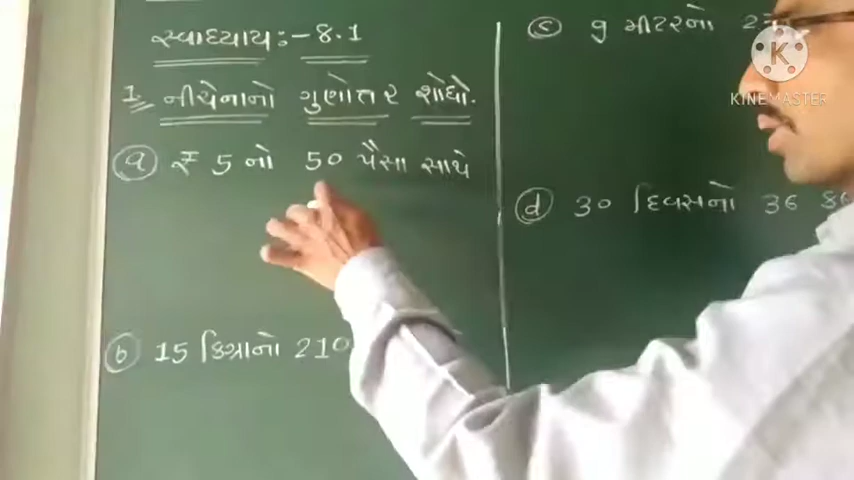 સ્વાધ્યાય :- 8.1
1. નીચેનાનો ગુણોત્તર શોધો.
(a) ₹ 5 નો 50 પૈસા સાથે
(b) 15 કિગ્રાનો 210
(c) 9 મીટરનો
(d) 30 દિવસનો 36
KINEMASTER